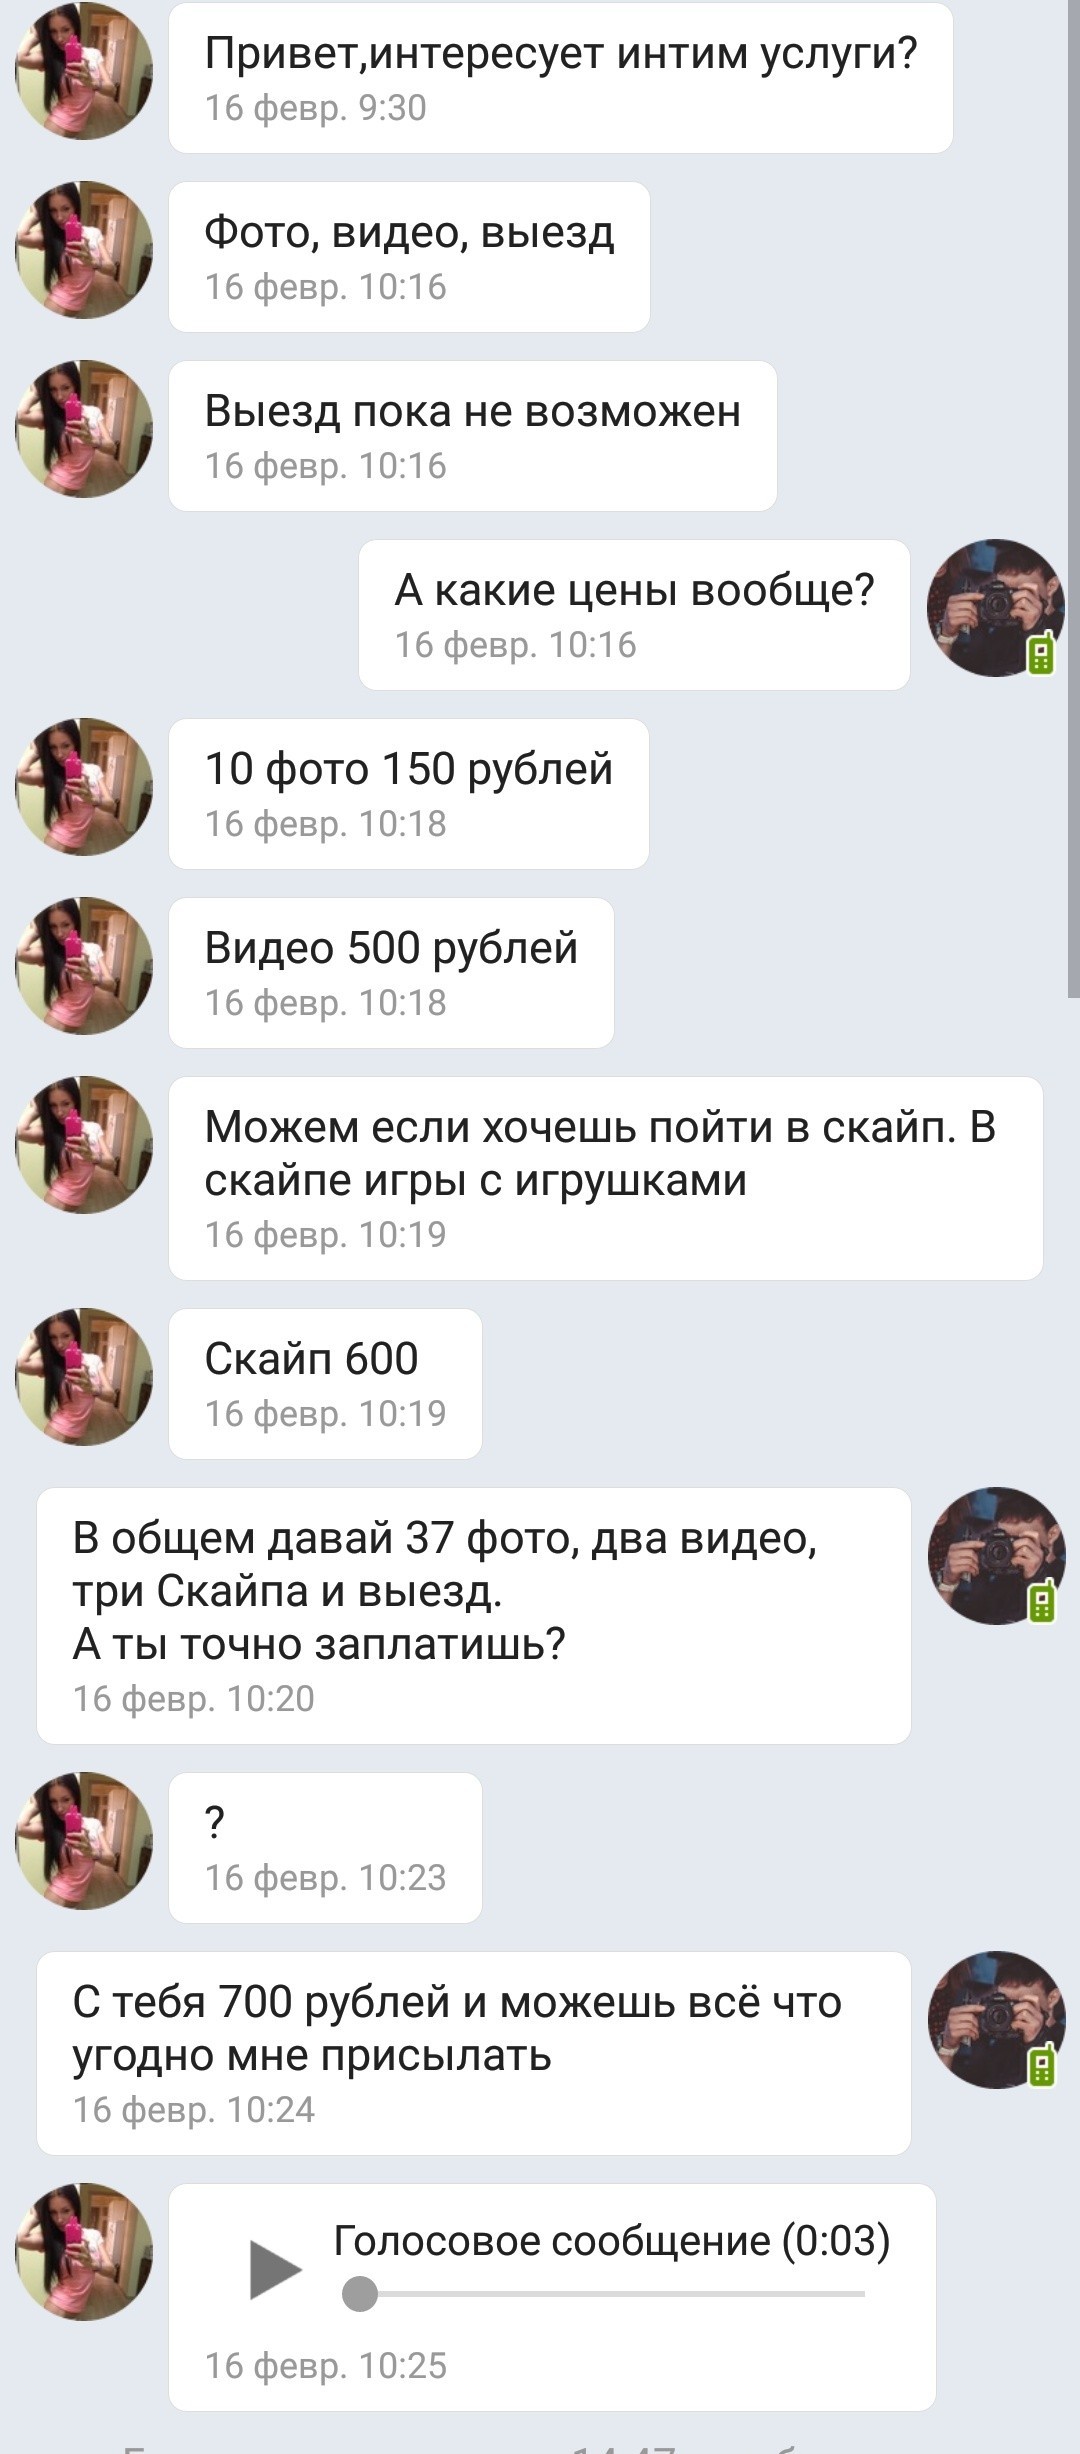 Привет,интересует интим услуги?
16 февр. 9:30
Фото, видео, выезд
16 февр. 10:16
Выезд пока не возможен
16 февр. 10:16
А какие цены вообще?
16 февр. 10:16
10 фото 150 рублей
16 февр. 10:18
Видео 500 рублей
16 февр. 10:18
Можем если хочешь пойти в скайп. В
скайпе игры с игрушками
16 февр. 10:19
Скайп 600
16 февр. 10:19
В общем давай 37 фото, два видео,
три Скайпа и выезд.
А ты точно заплатишь?
16 февр. 10:20
?
16 февр. 10:23
С тебя 700 рублей и можешь всё что
угодно мне присылать
16 февр. 10:24
Голосовое сообщение (0:03)
16 февр. 10:25